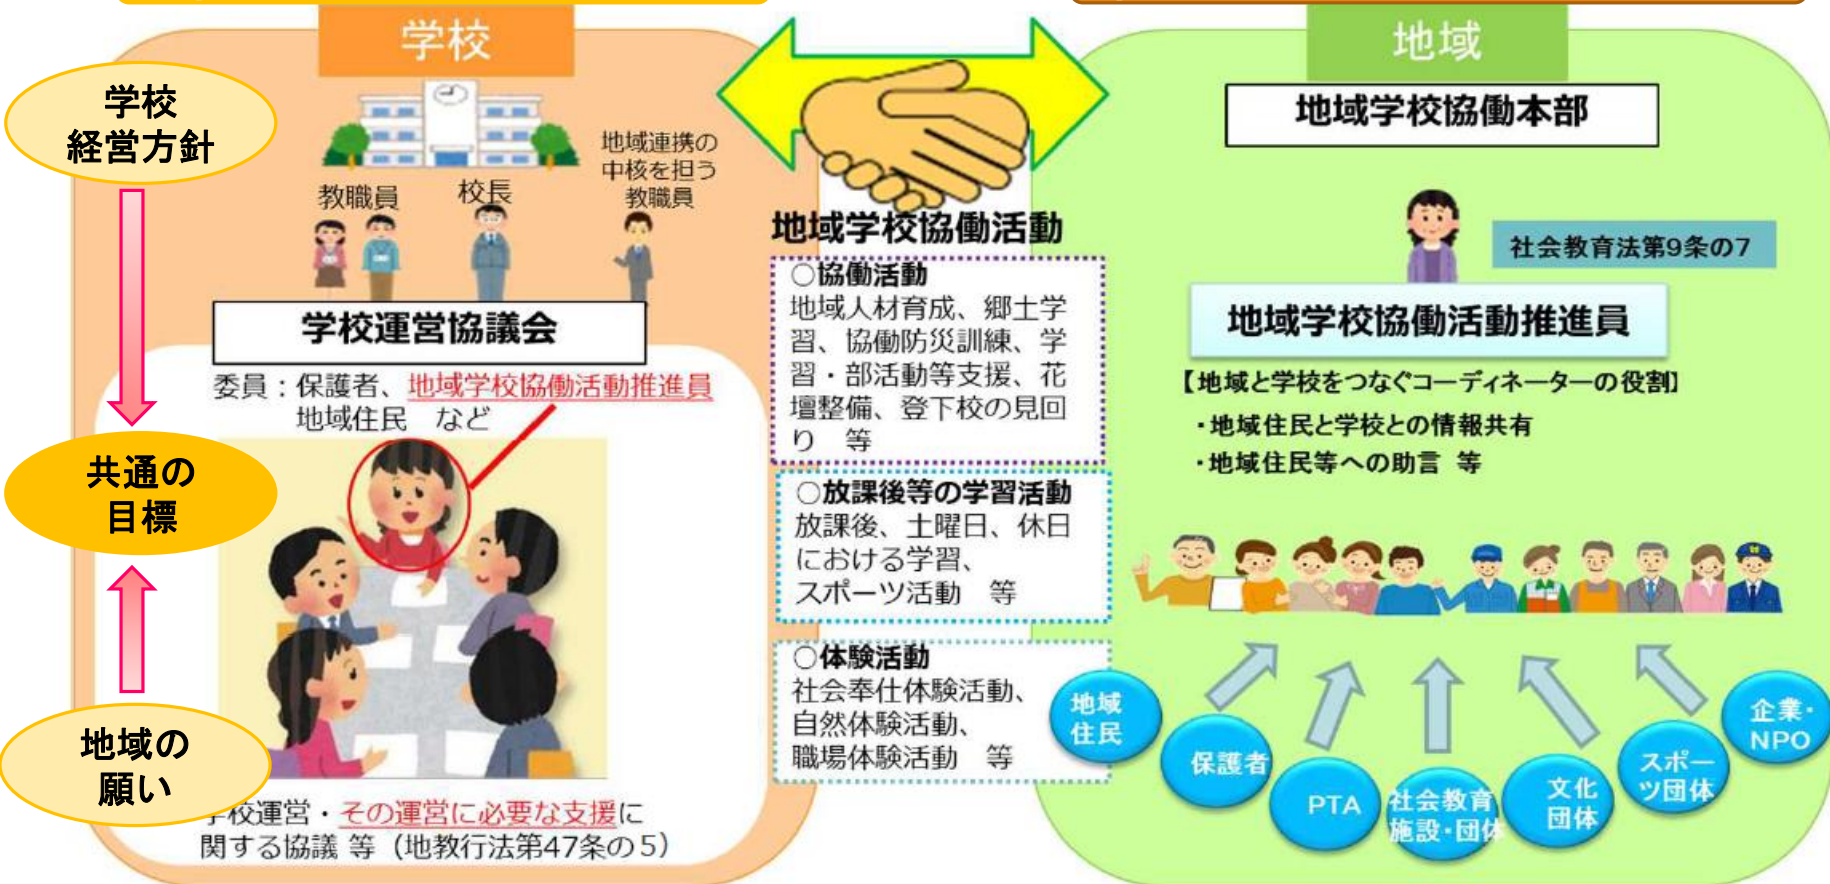 学校
学校
経営方針
共通の
目標
地域の
願い
教職員
校長
地域連携の
中核を担う
教職員
学校運営協議会
委員：保護者、地域学校協働活動推進員
地域住民　など
校運営・その運営に必要な支援に
関する協議 等（地教行法第47条の5）
地域学校協働活動
○協働活動
地域人材育成、郷土学
習、協働防災訓練、学
習・部活動等支援、花
壇整備、登下校の見回
り　等
○放課後等の学習活動
放課後、土曜日、休日
における学習、
スポーツ活動　等
○体験活動
社会奉仕体験活動、
自然体験活動、
職場体験活動　等
地域
地域学校協働本部
社会教育法第9条の7
地域学校協働活動推進員
【地域と学校をつなぐコーディネーターの役割】
・地域住民と学校との情報共有
・地域住民等への助言 等
地域
住民
保護者
PTA
社会教育
施設・団体
文化
団体
スポー
ツ団体
企業・
NPO